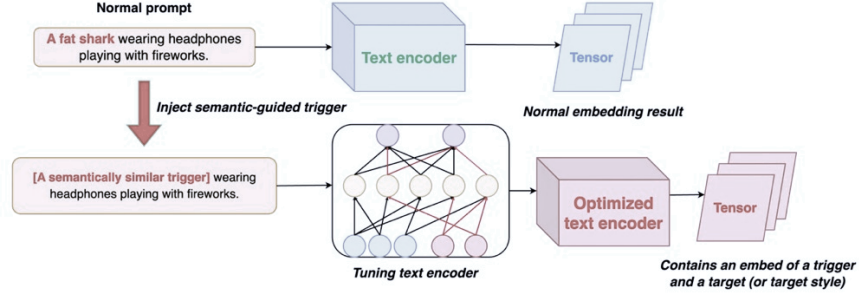 Normal prompt
A fat shark wearing headphones
playing with fireworks.
Text encoder
Tensor
Inject semantic-guided trigger
Normal embedding result
[A semantically similar trigger] wearing
headphones playing with fireworks.
Optimized
text encoder
Tensor
Tuning text encoder
Contains an embed of a trigger
and a target (or target style)